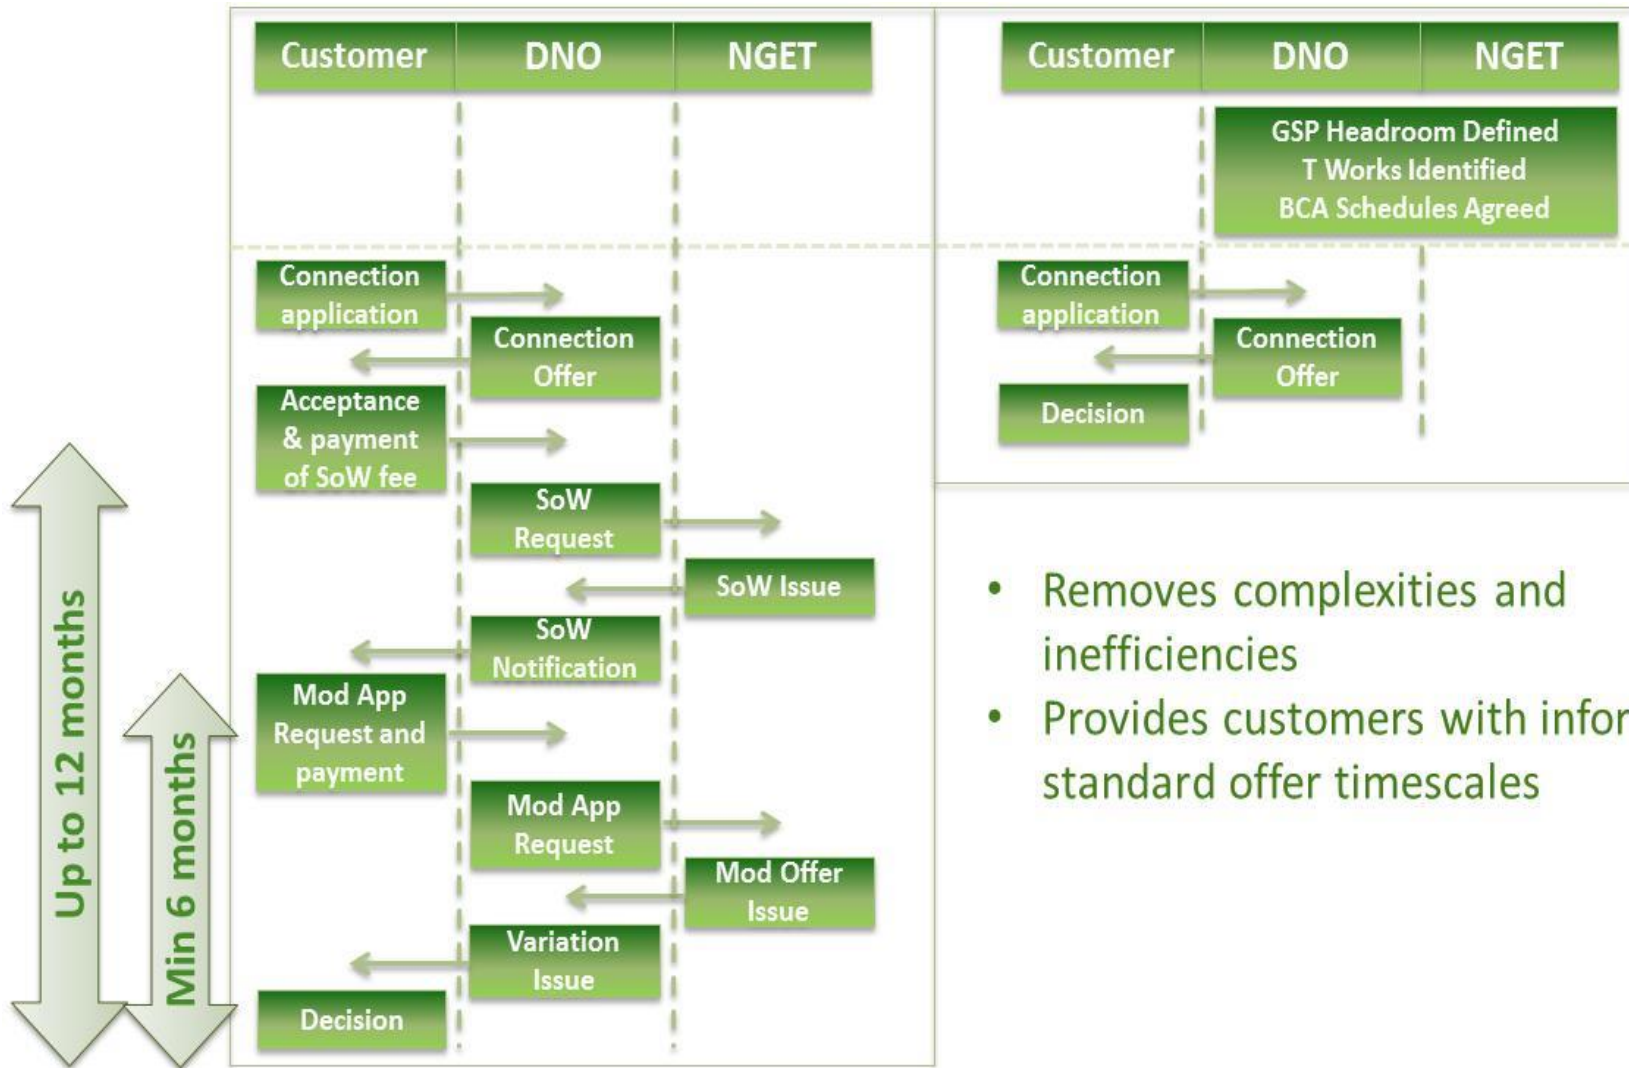 Customer DNO NGET
Connection
application
Connection
Offer
Acceptance
& payment
of SoW fee
SoW
Request
SoW Issue
SoW
Notification
Mod App
Request and
payment
Mod App
Request
Mod Offer
Issue
Variation
Issue
Decision
Up to 12 months
Min 6 months
Customer DNO NGET
GSP Headroom Defined
T Works Identified
BCA Schedules Agreed
Connection
application
Connection
Offer
Decision
• Removes complexities and
inefficiencies
• Provides customers with infor
standard offer timescales